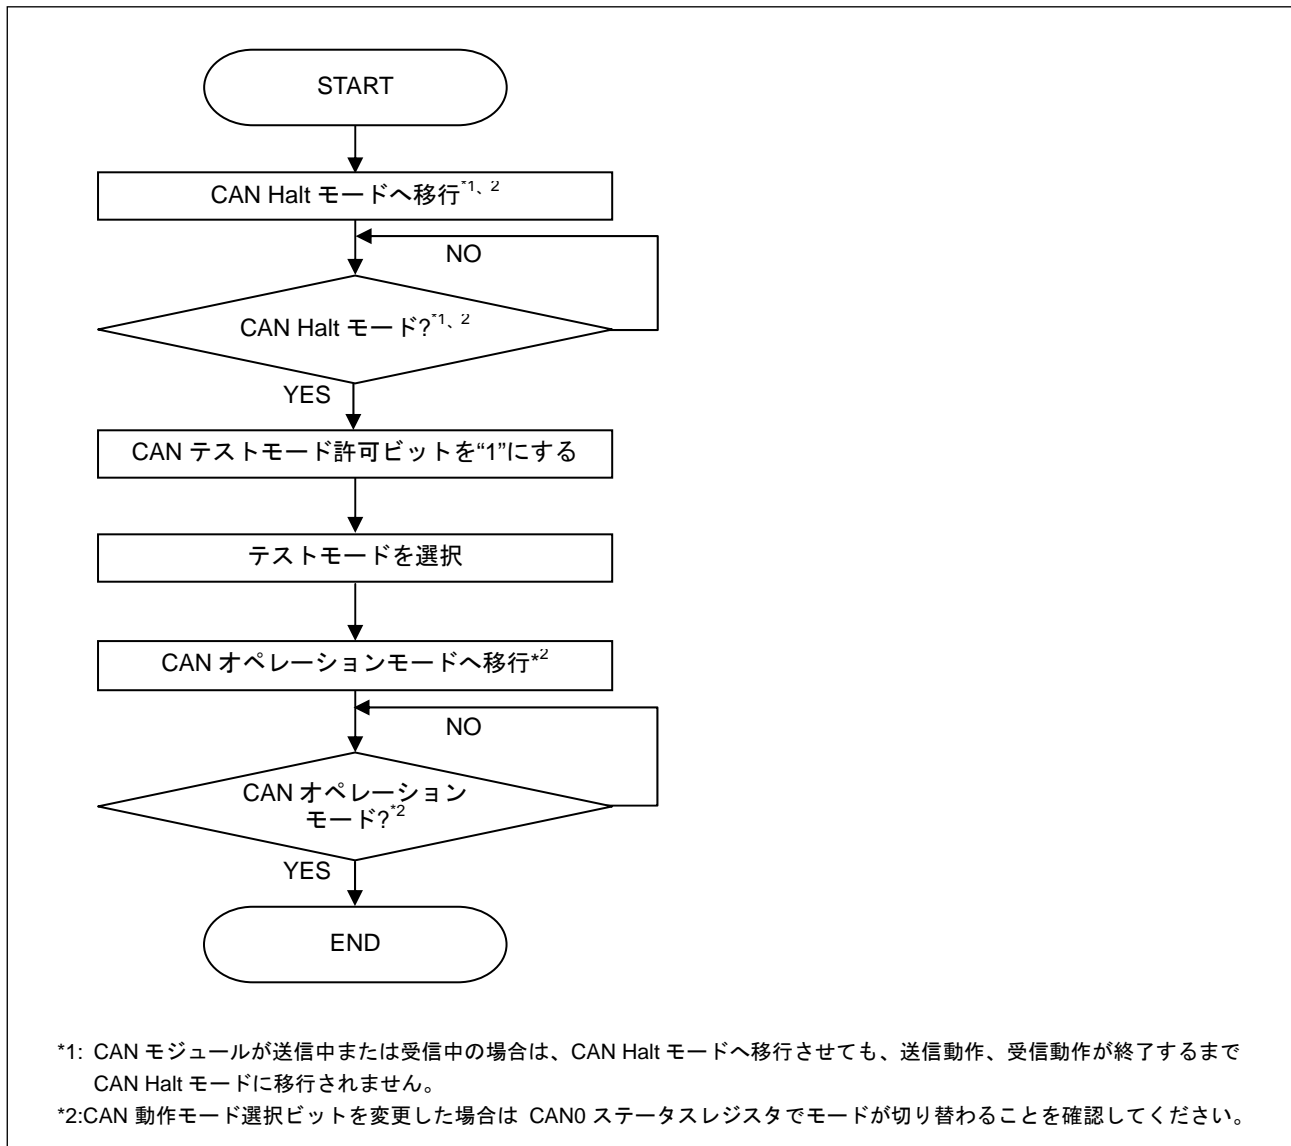 START
CAN Halt モードへ移行*1、2
NO
CAN Halt モード?*1、2
YES
CAN テストモード許可ビットを“1”にする
テストモードを選択
CAN オペレーションモードへ移行*2
NO
CAN オペレーション
モード?*2
YES
END
*1: CAN モジュールが送信中または受信中の場合は、CAN Halt モードへ移行させても、送信動作、受信動作が終了するまで
CAN Halt モードに移行されません。
*2:CAN 動作モード選択ビットを変更した場合は CAN0 ステータスレジスタでモードが切り替わることを確認してください。